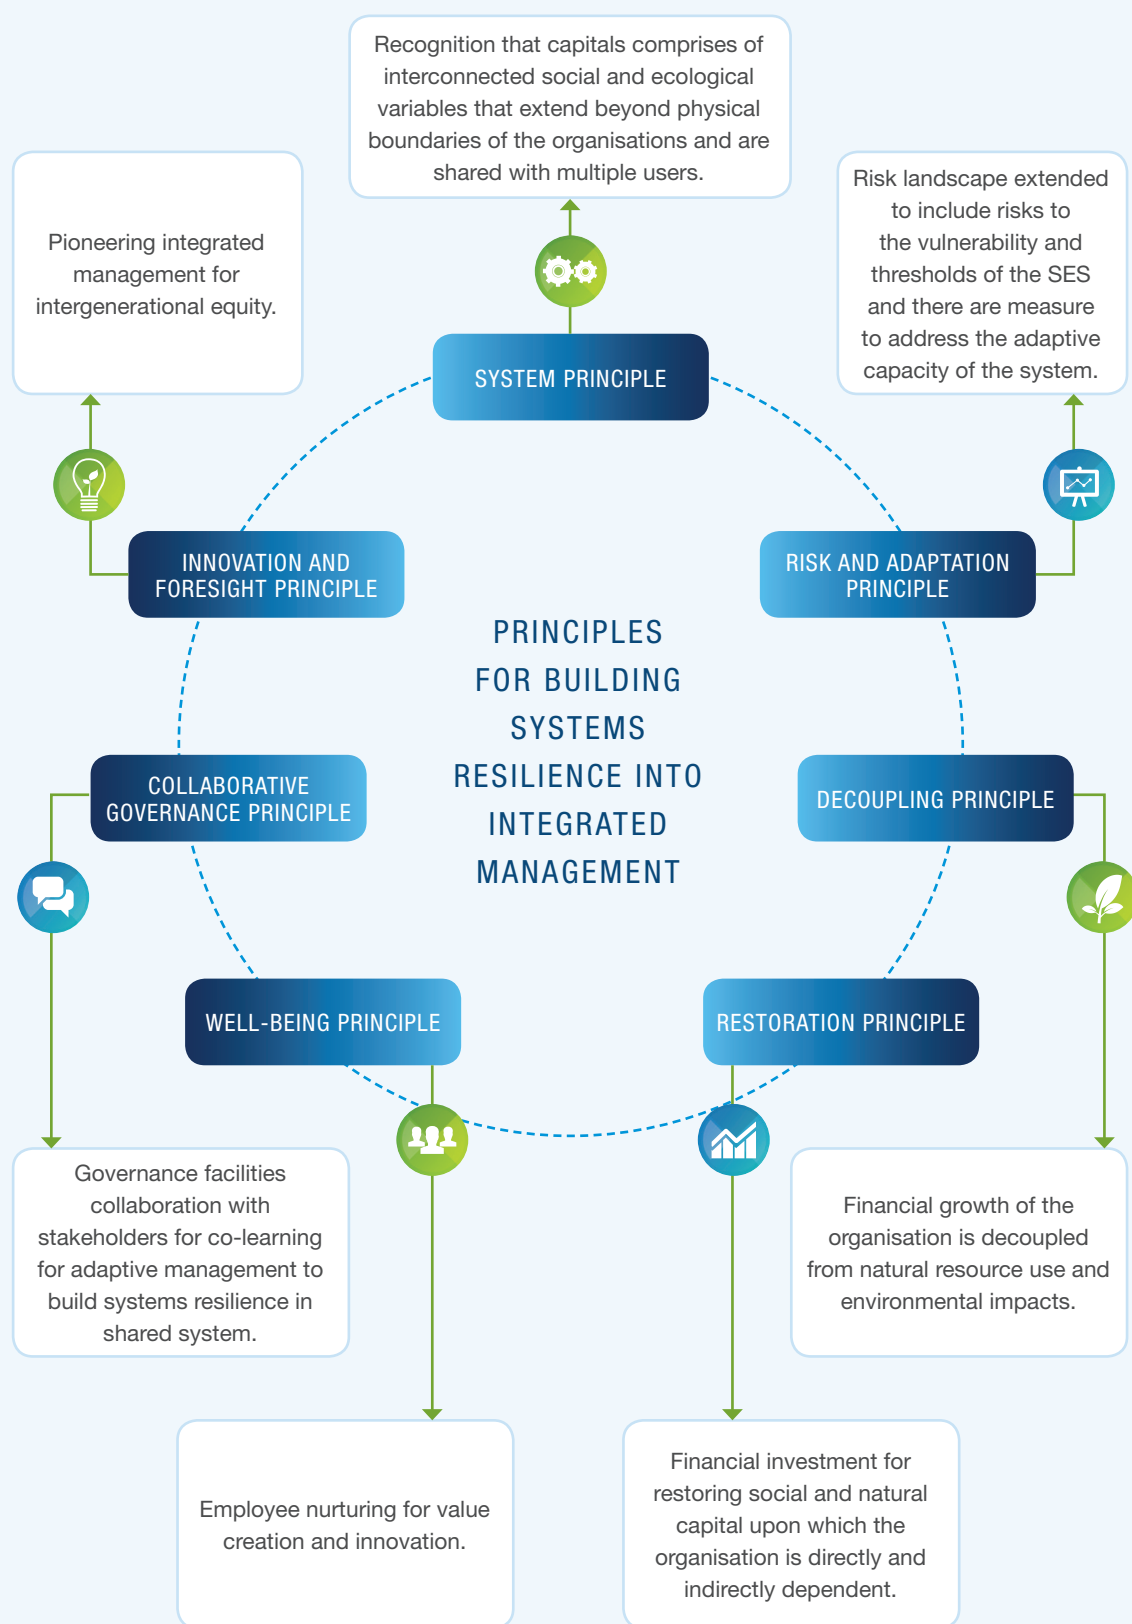 Recognition that capitals comprises of
interconnected social and ecological
variables that extend beyond physical
boundaries of the organisations and are
shared with multiple users.
Pioneering integrated
management for
intergenerational equity.
Risk landscape extended
to include risks to
the vulnerability and
thresholds of the SES
and there are measure
to address the adaptive
capacity of the system.
SYSTEM PRINCIPLE
INNOVATION AND
FORESIGHT PRINCIPLE
RISK AND ADAPTATION
PRINCIPLE
PRINCIPLES
FOR BUILDING
SYSTEMS
RESILIENCE INTO
INTEGRATED
MANAGEMENT
COLLABORATIVE
GOVERNANCE PRINCIPLE
DECOUPLING PRINCIPLE
WELL-BEING PRINCIPLE
RESTORATION PRINCIPLE
Governance facilities
collaboration with
stakeholders for co-learning
for adaptive management to
build systems resilience in
shared system.
Financial growth of the
organisation is decoupled
from natural resource use and
environmental impacts.
Employee nurturing for value
creation and innovation.
Financial investment for
restoring social and natural
capital upon which the
organisation is directly and
indirectly dependent.